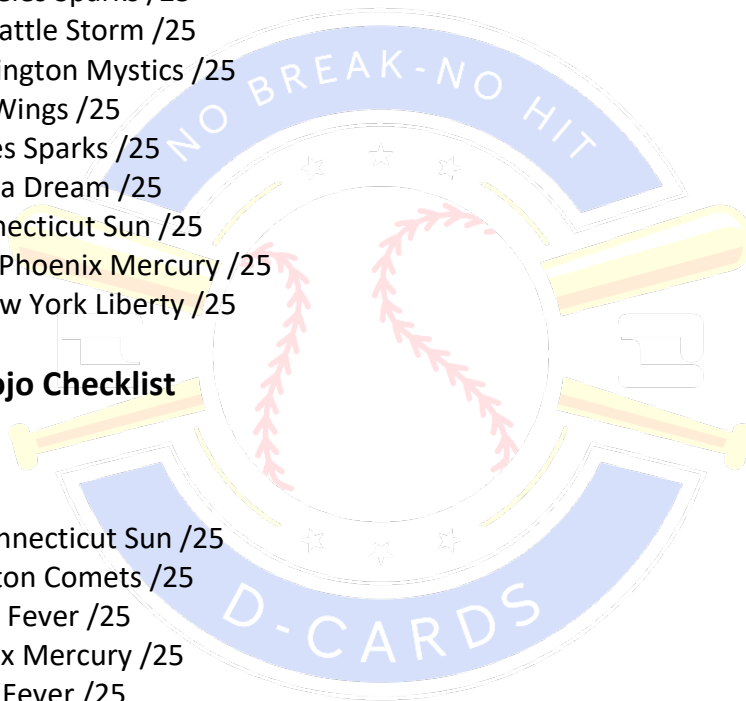 attle Storm /25
ington Mystics /25
NO BREAK-NO HIT
Wings /25
es Sparks /25
a Dream /25
necticut Sun /25
Phoenix Mercury /25
w York Liberty /25
ojo Checklist
nnecticut Sun /25
ton Comets /25
Fever /25
D-CARDS
x Mercury /25
Fever /25